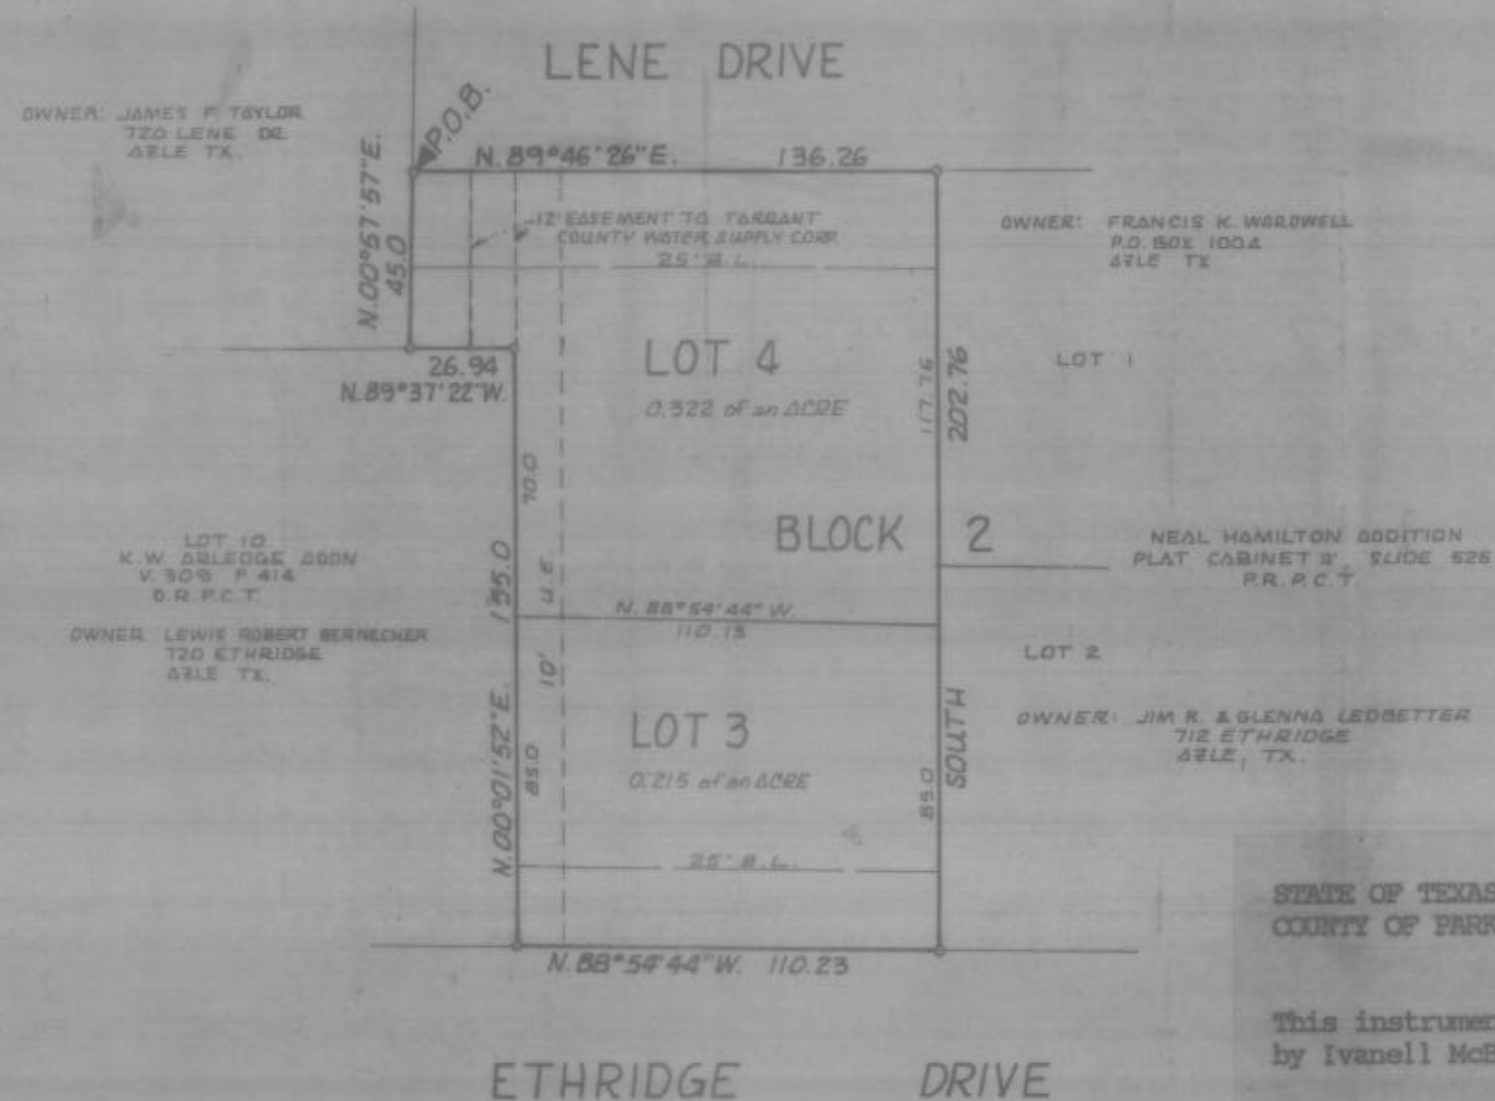 LENE DRIVE
OWNER: JAMES P. TAYLOR
720 LENE DR.
AZLE TX.
P.O.B.
N. 89°46'26"E. 136.26
N.00°57'57"E.
45.0
12' EASEMENT TO TARRANT
COUNTY WATER SUPPLY CORP.
25' B.L.
OWNER: FRANCIS K. WARDWELL
P.O. BOX 1004
AZLE TX
26.94
N.89°37'22"W.
LOT 4
0.322 of an ACRE
117.76
202.76
LOT 1
70.0
BLOCK 2
LOT 10
K.W. ARLEDGE ADDN
V. 309 P. 414
D.R.P.C.T.
OWNER LEWIS ROBERT BERNECKER
720 ETHRIDGE
AZLE TX.
NEAL HAMILTON ADDITION
PLAT CABINET 'A', SLIDE 526
P.R.P.C.T.
N. 88°54'44" W.
110.13
10' U.E.
LOT 2
OWNER: JIM R. & GLENNA LEDBETTER
712 ETHRIDGE
AZLE, TX.
N.00°01'52"E.
85.0
LOT 3
0.215 of an ACRE
85.0
SOUTH
25' B.L.
STATE OF TEXAS
COUNTY OF PARK
N.88°54'44"W. 110.23
This instrumen
by Ivanell McB
ETHRIDGE DRIVE